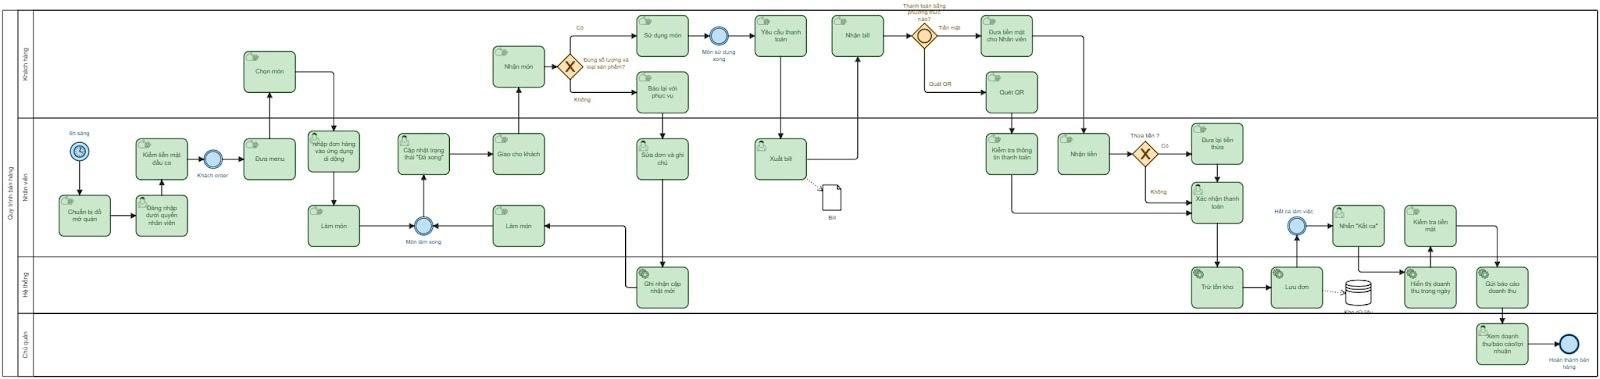 Quy trình bán hàng
Khách hàng
Nhân viên
Hệ thống
Chủ quán
6h sáng
Chuẩn bị đồ
mở quán
Đăng nhập
dưới quyền
nhân viên
Kiểm tiền mặt
đầu ca
Khách order
Đưa menu
Chọn món
Nhập đơn hàng
vào ứng dụng
di động
Làm món
Món làm xong
Cập nhật trạng
thái "Đã xong"
Giao cho khách
Nhận món
Đúng số lượng và
loại sản phẩm?
Có
Không
Sử dụng món
Báo lại với
phục vụ
Sửa đơn và ghi
chú
Ghi nhận cập
nhật mới
Làm món
Món sử dụng
xong
Yêu cầu thanh
toán
Xuất bill
Bill
Nhận bill
Thanh toán bằng
phương thức
nào?
Tiền mặt
Quét QR
Đưa tiền mặt
cho Nhân viên
Quét QR
Kiểm tra thông
tin thanh toán
Nhận tiền
Thừa tiền ?
Có
Không
Đưa lại tiền
thừa
Xác nhận thanh
toán
Trừ tồn kho
Lưu đơn
Kho dữ liệu
Hết ca làm việc
Nhấn "Kết ca"
Hiển thị doanh
thu trong ngày
Kiểm tra tiền
mặt
Gửi báo cáo
doanh thu
Xem doanh
thu/báo cáo/lợi
nhuận
Hoàn thành bán
hàng